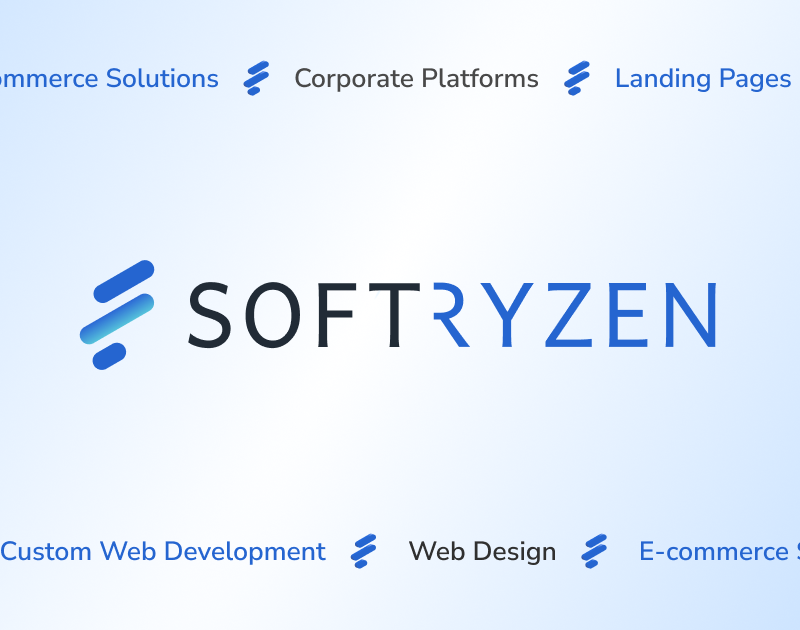 ommerce Solutions Corporate Platforms Landing Pages
SOFTRYZEN
Custom Web Development Web Design E-commerce